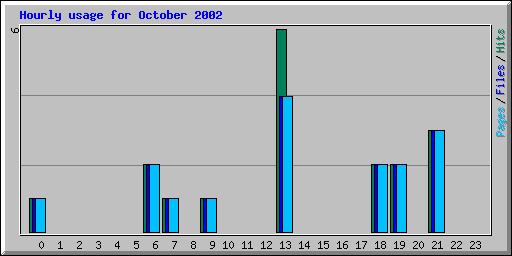 Hourly usage for October 2002
6
Pages/Files/Hits
0 1 2 3 4 5 6 7 8 9 10 11 12 13 14 15 16 17 18 19 20 21 22 23